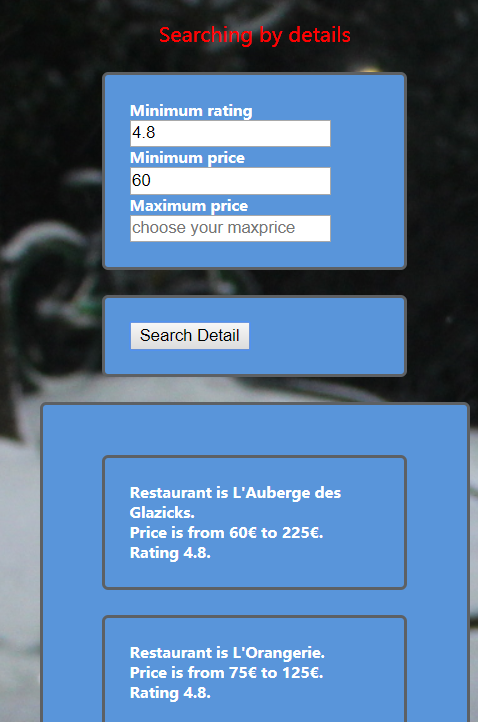 Searching by details
Minimum rating
4.8
Minimum price
60
Maximum price
choose your maxprice
Search Detail
Restaurant is L'Auberge des
Glazicks.
Price is from 60€ to 225€.
Rating 4.8.
Restaurant is L'Orangerie.
Price is from 75€ to 125€.
Rating 4.8.